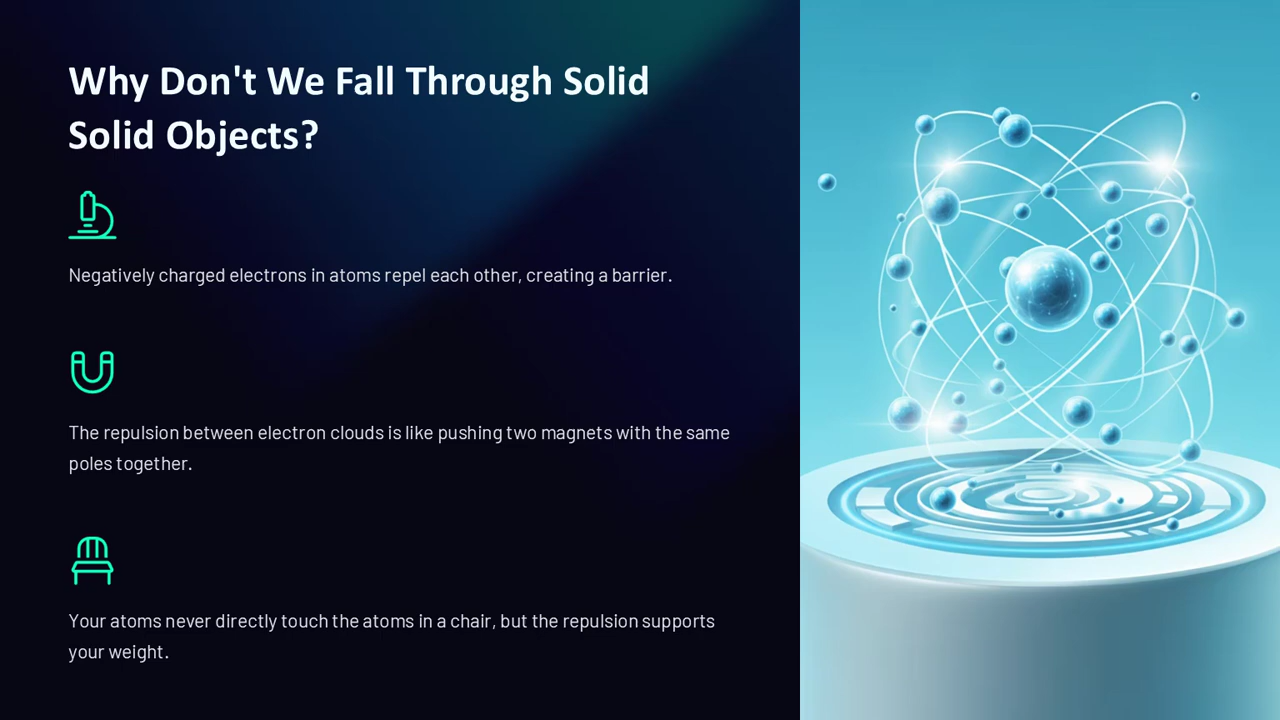 Why Don't We Fall Through Solid
Solid Objects?
Negatively charged electrons in atoms repel each other, creating a barrier.
The repulsion between electron clouds is like pushing two magnets with the same
poles together.
Your atoms never directly touch the atoms in a chair, but the repulsion supports
your weight.